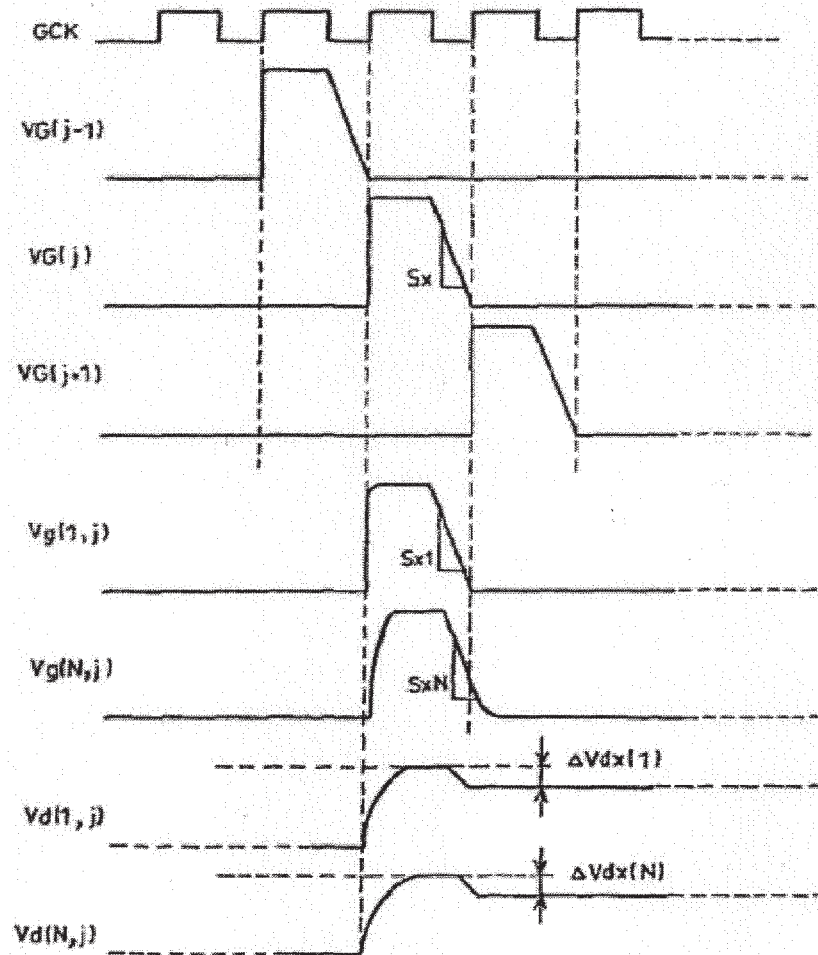 GCK
VG(j-1)
VG(j)
Sx
VG(j+1)
Vg(1,j)
Sx1
Vg(N,j)
SxN
ΔVdx(1)
Vd(1,j)
ΔVdx(N)
Vd(N,j)